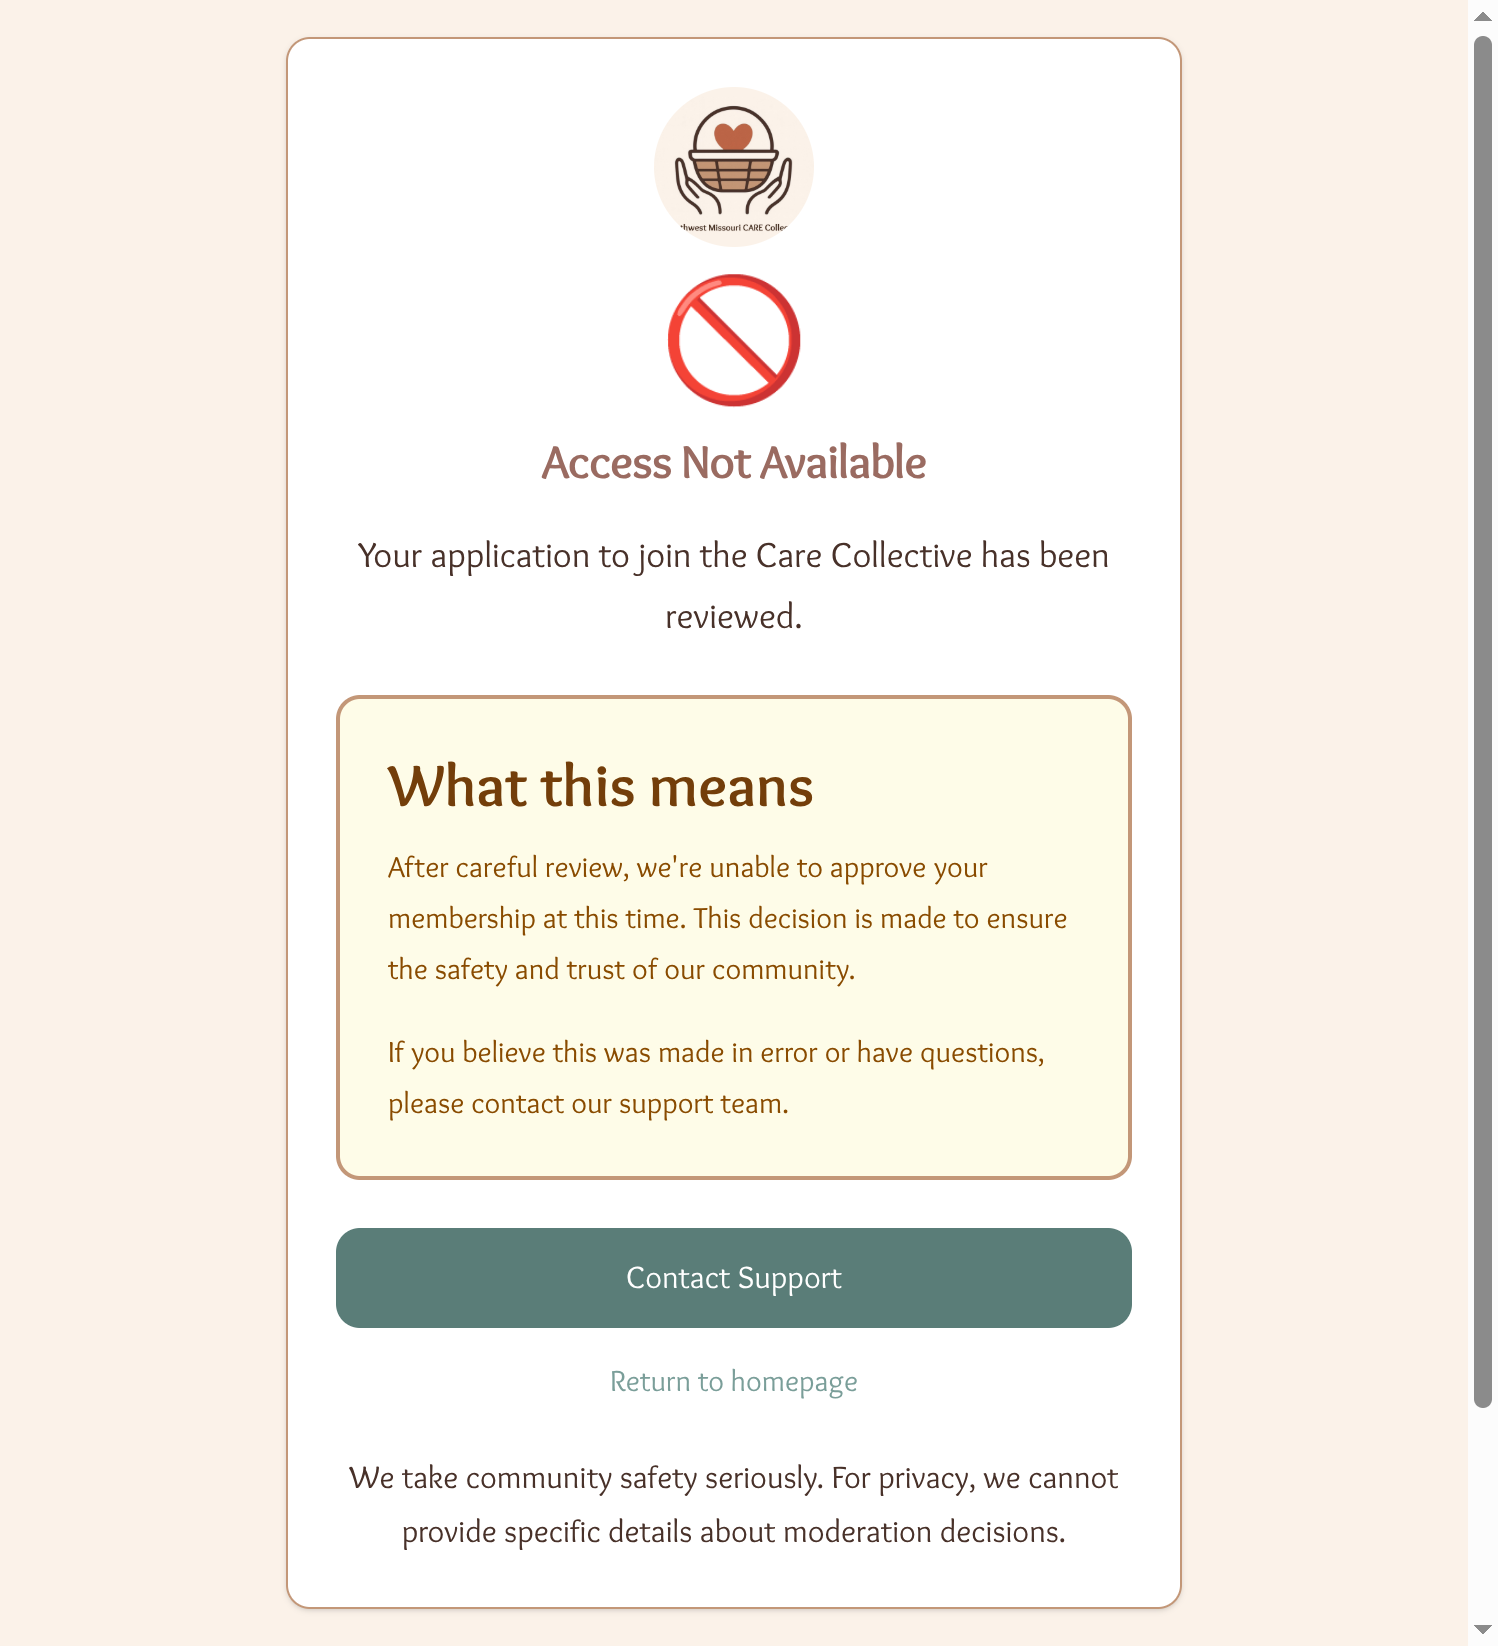 Missouri CARE
Access Not Available
Your application to join the Care Collective has been
reviewed.
What this means
After careful review, we're unable to approve your
membership at this time. This decision is made to ensure
the safety and trust of our community.
If you believe this was made in error or have questions,
please contact our support team.
Contact Support
Return to homepage
We take community safety seriously. For privacy, we cannot
provide specific details about moderation decisions.